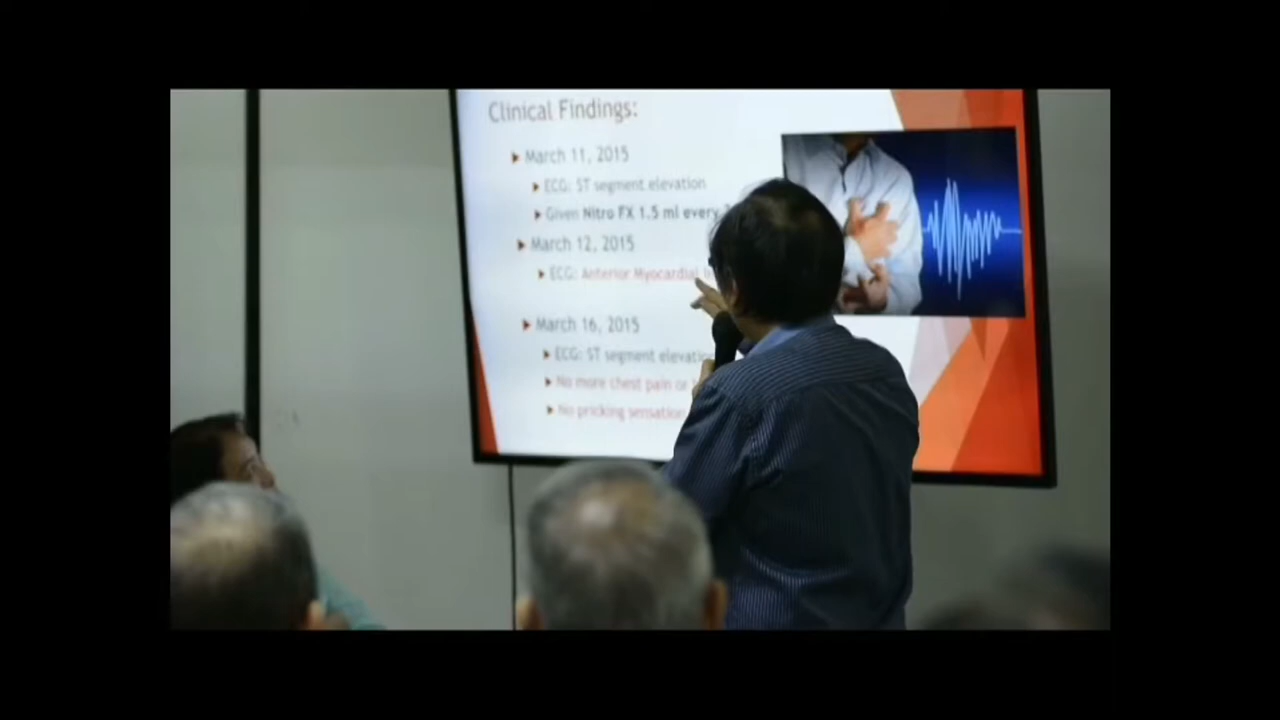 Clinical Findings:
March 11, 2015
ECG: ST segment elevation
Given Nitro FX 1.5 ml every
March 12, 2015
ECG: Anterior Myocardial
March 16, 2015
ECG: ST segment elevation
No more chest pain or
No pricking sensation